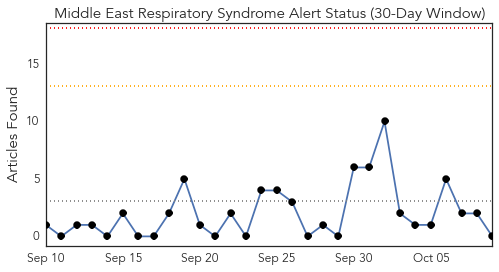 Middle East Respiratory Syndrome Alert Status (30-Day Window)
Articles Found
15
10
5
0
Sep 10 Sep 15 Sep 20 Sep 25 Sep 30 Oct 05